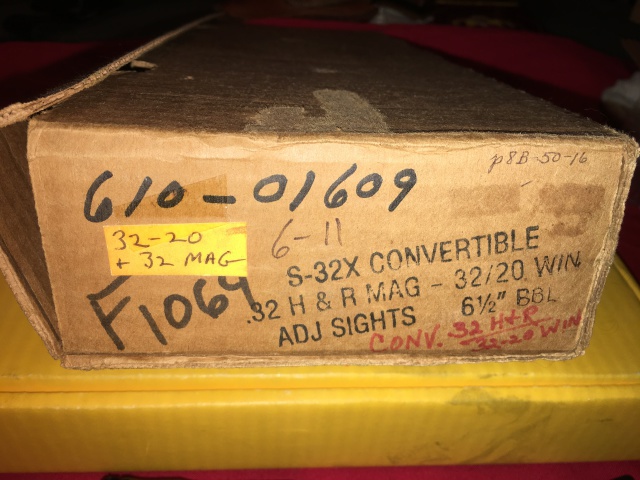 610-01609
p8B-50-16
32-20
+ 32 MAG
6-11
F1069
S-32X CONVERTIBLE
.32 H & R MAG - 32/20 WIN
ADJ SIGHTS 6½" BBL
CONV. 32 H+R
32-20 WIN